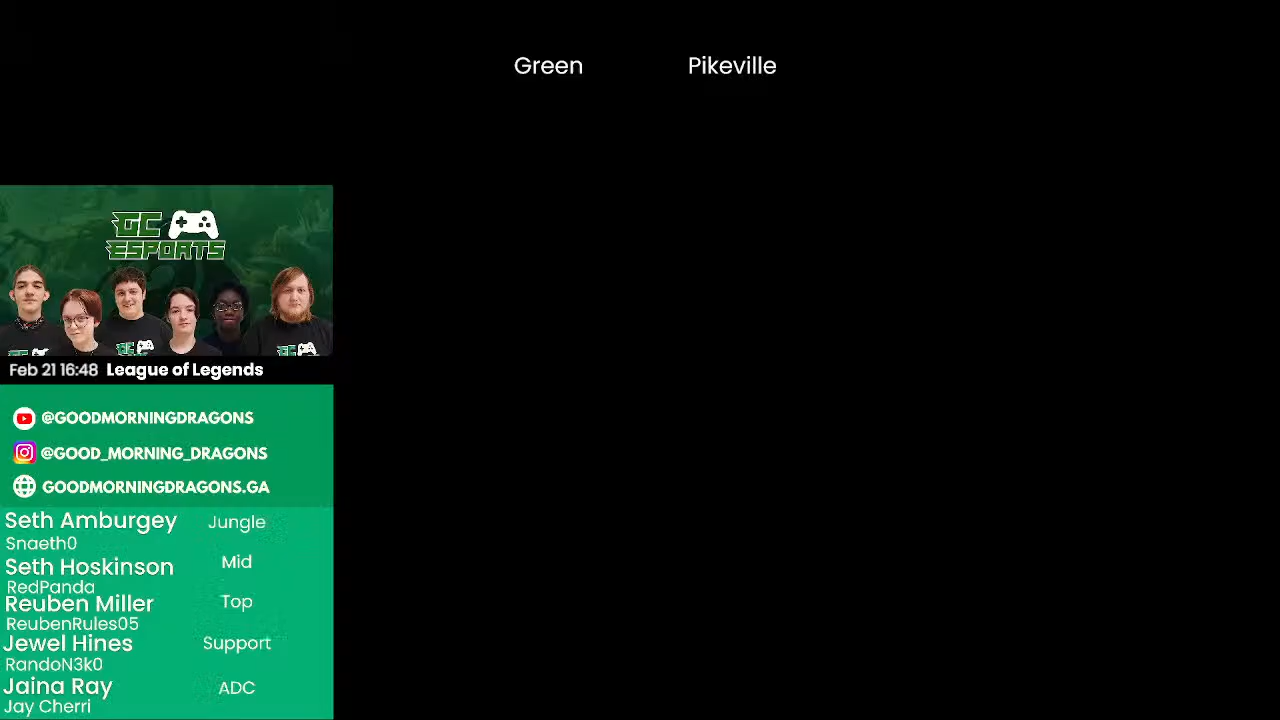 Green Pikeville
GC
ESPORTS
Feb 21 16:48 League of Legends
@GOODMORNINGDRAGONS
@GOOD_MORNING_DRAGONS
GOODMORNINGDRAGONS.GA
Seth Amburgey Jungle
Snaeth0
Seth Hoskinson Mid
RedPanda
Reuben Miller Top
ReubenRules05
Jewel Hines Support
RandoN3k0
Jaina Ray ADC
Jay Cherri